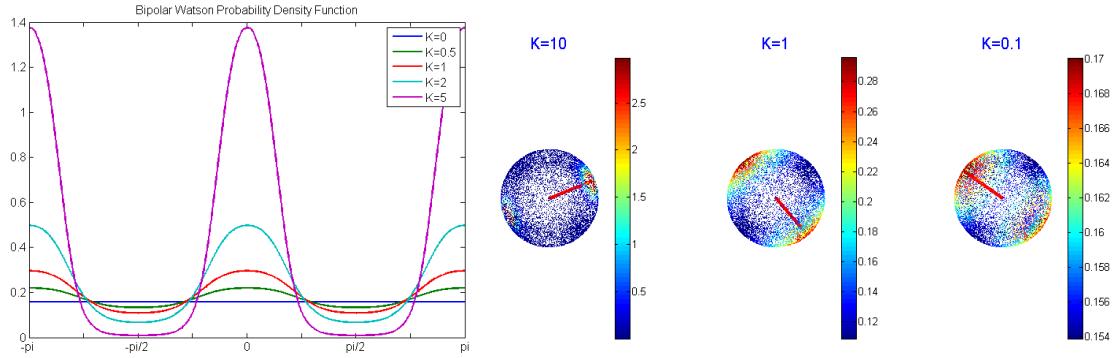 Bipolar Watson Probability Density Function
1.4
1.2
1
0.8
0.6
0.4
0.2
0
-pi
-pi/2
0
pi/2
pi
K=0
K=0.5
K=1
K=2
K=5
K=10
2.5
2
1.5
1
0.5
K=1
0.28
0.26
0.24
0.22
0.2
0.18
0.16
0.14
0.12
K=0.1
0.17
0.168
0.166
0.164
0.162
0.16
0.158
0.156
0.154